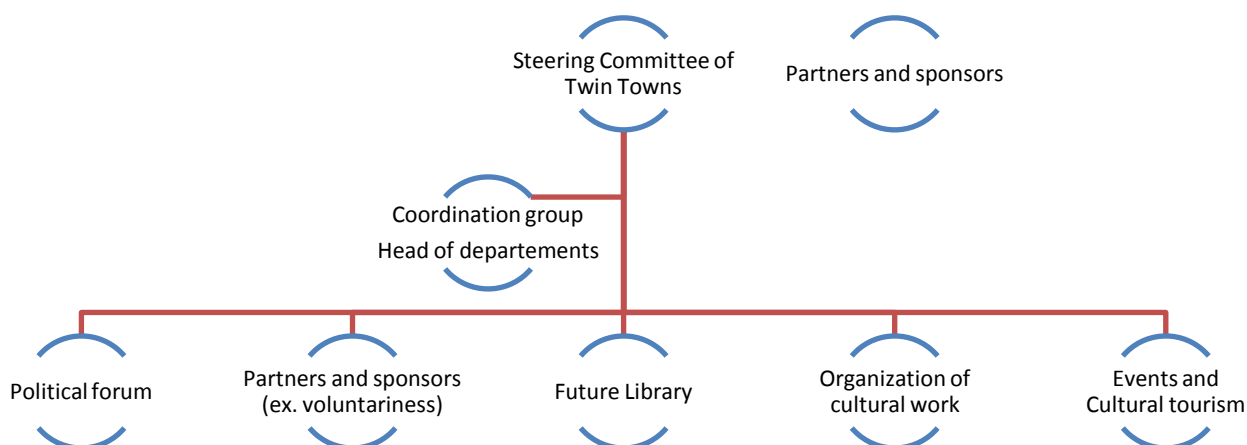 Steering Committee of
Twin Towns
Partners and sponsors
Coordination group
Head of departements
Political forum
Partners and sponsors
(ex. voluntariness)
Future Library
Organization of
cultural work
Events and
Cultural tourism